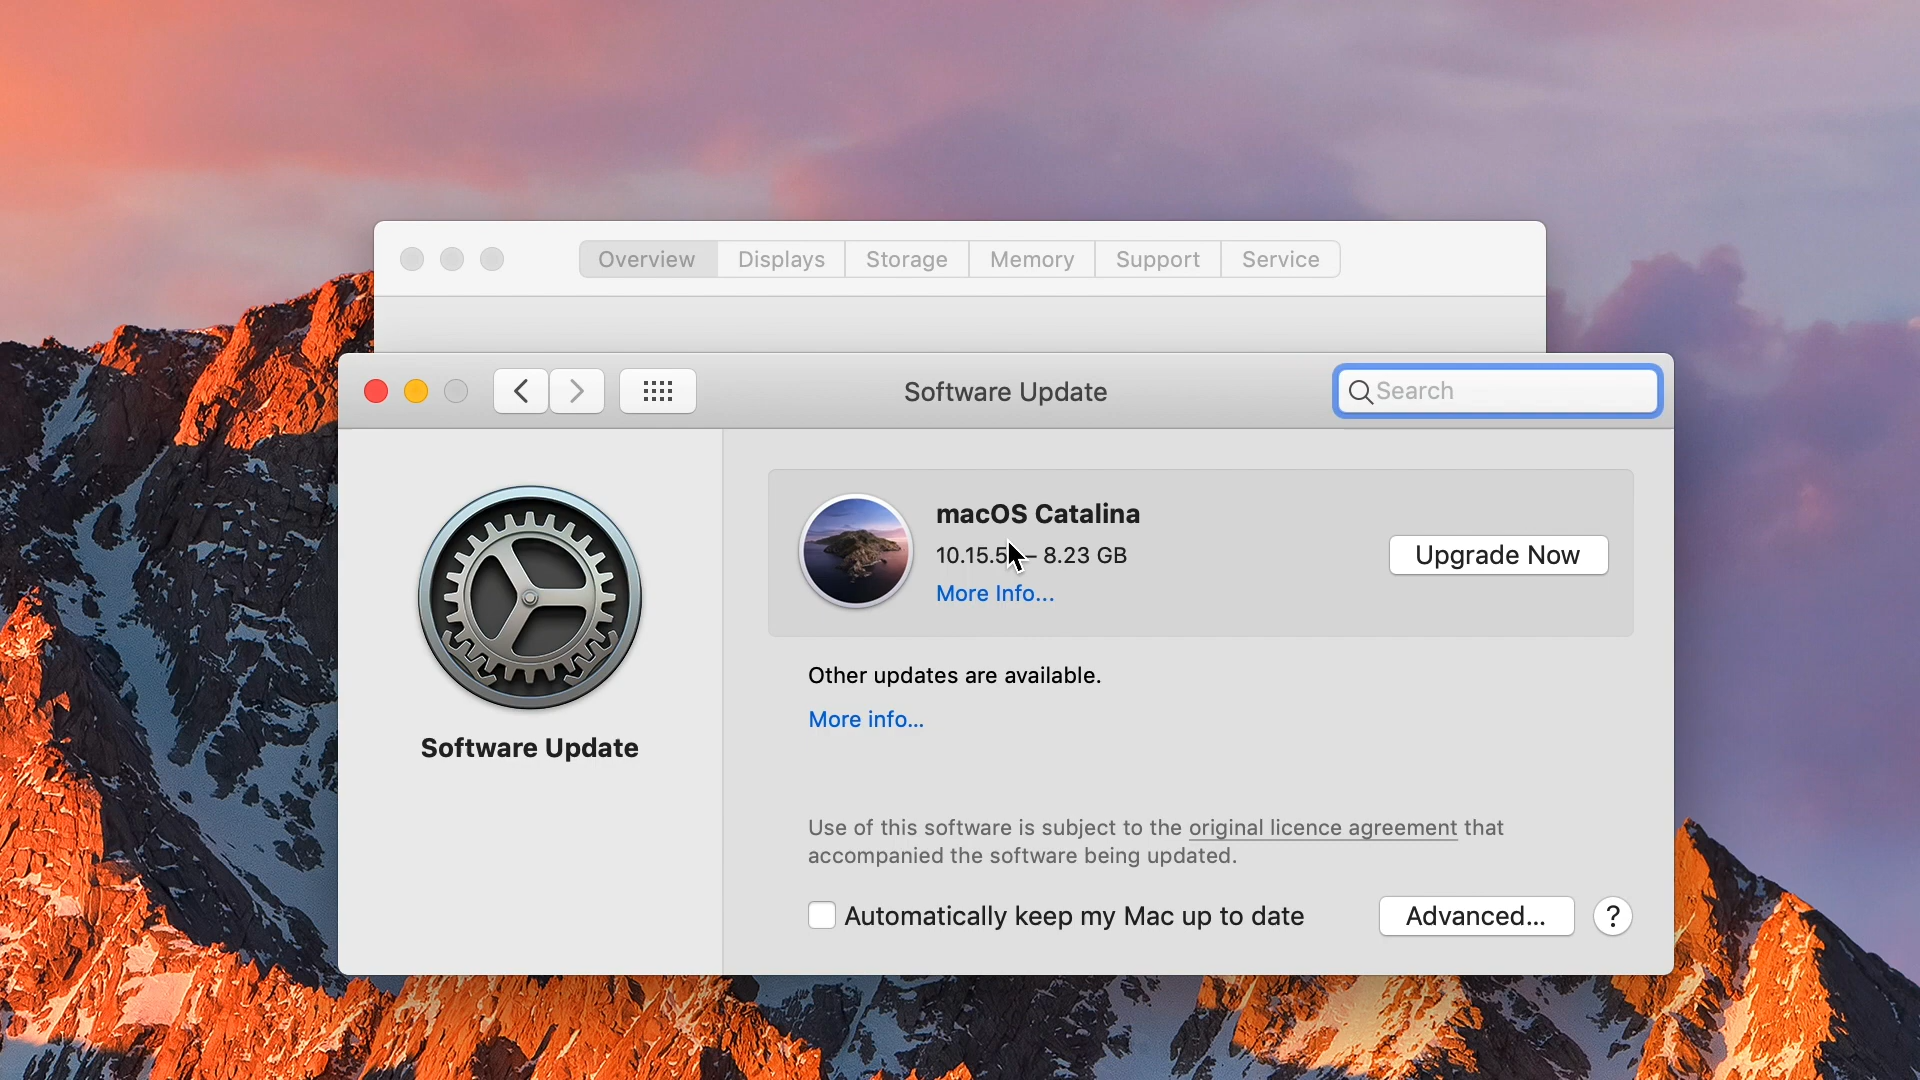 Overview Displays Storage Memory Support Service
Software Update
Search
macOS Catalina
10.15.5 – 8.23 GB
More Info...
Upgrade Now
Other updates are available.
More info...
Software Update
Use of this software is subject to the original licence agreement that
accompanied the software being updated.
Automatically keep my Mac up to date
Advanced...
?